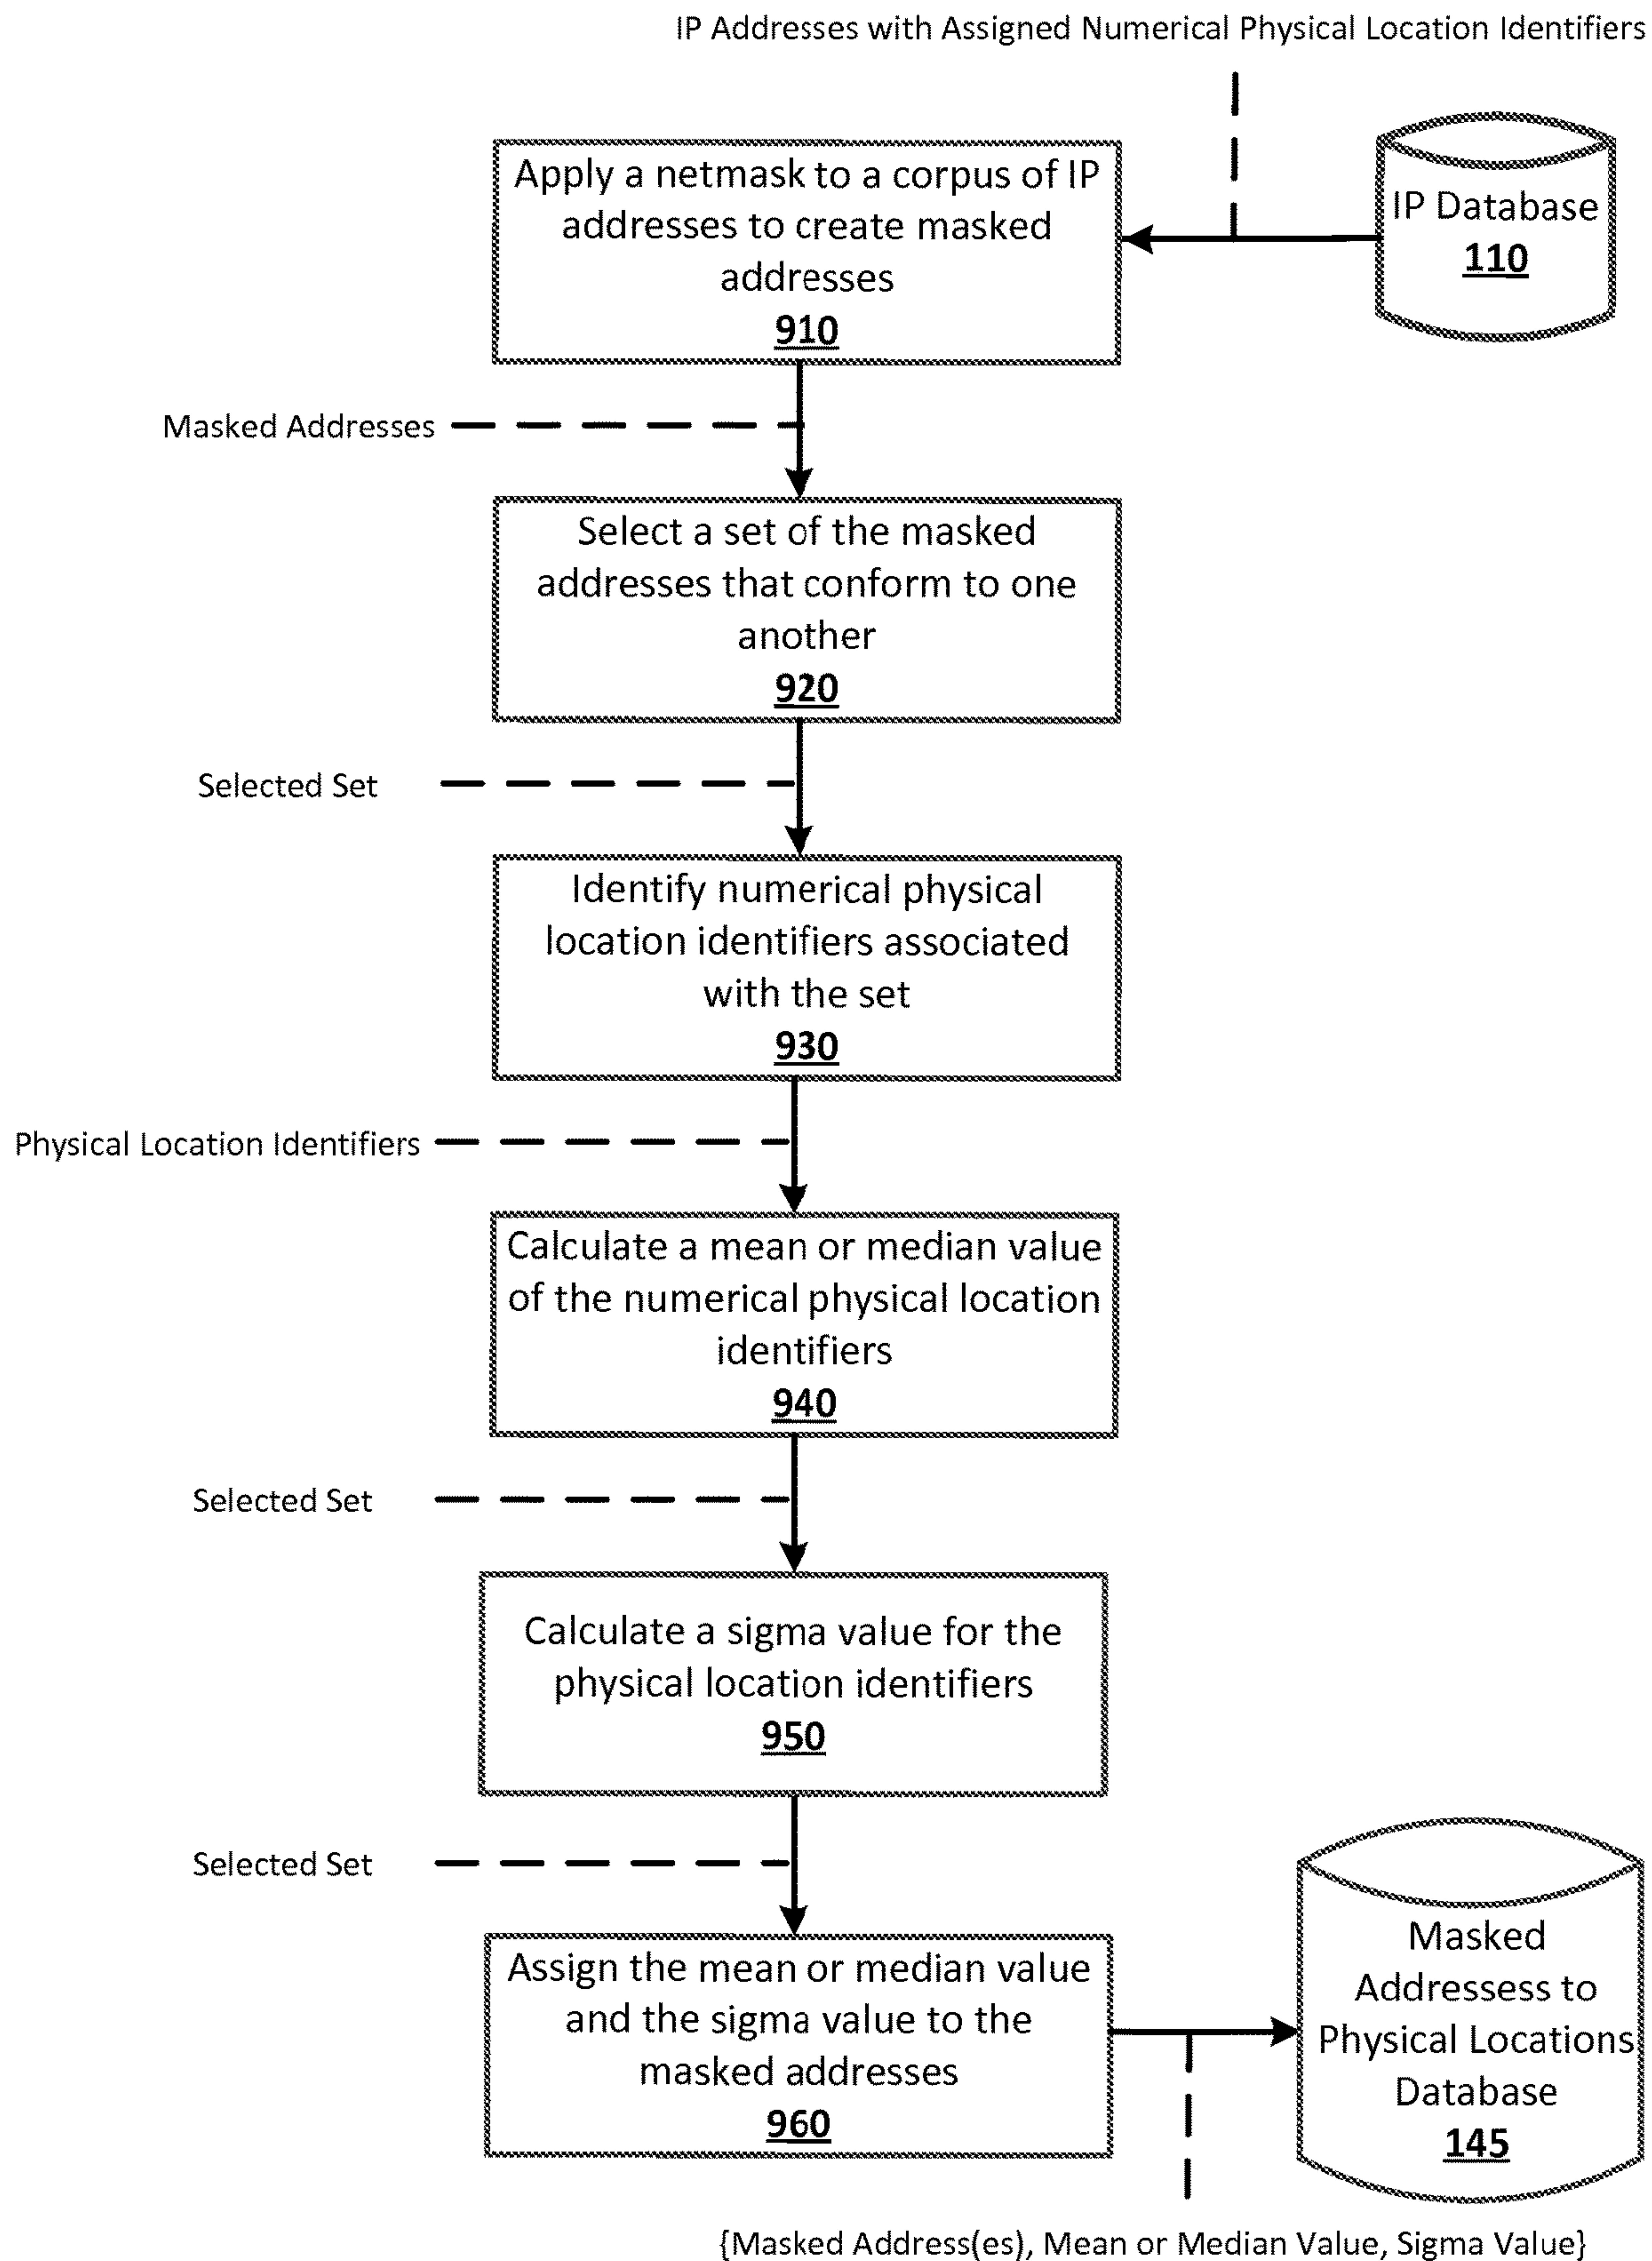 IP Addresses with Assigned Numerical Physical Location Identifiers
Apply a netmask to a corpus of IP
addresses to create masked
addresses
910
IP Database
110
Masked Addresses
Select a set of the masked
addresses that conform to one
another
920
Selected Set
Identify numerical physical
location identifiers associated
with the set
930
Physical Location Identifiers
Calculate a mean or median value
of the numerical physical location
identifiers
940
Selected Set
Calculate a sigma value for the
physical location identifiers
950
Selected Set
Assign the mean or median value
and the sigma value to the
masked addresses
960
Masked
Addressess to
Physical Locations
Database
145
{Masked Address(es), Mean or Median Value, Sigma Value}